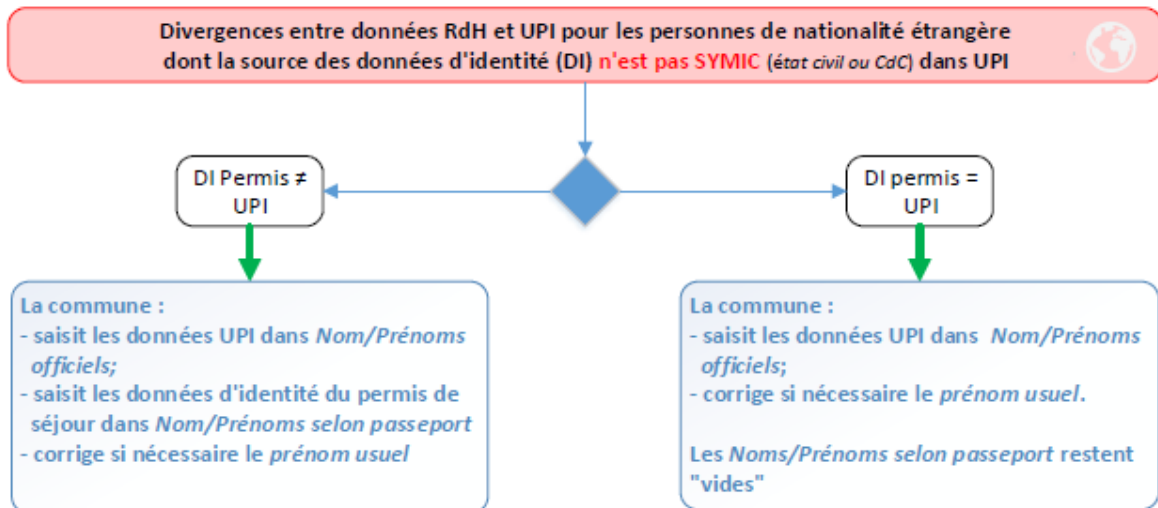 Divergences entre données RdH et UPI pour les personnes de nationalité étrangère
dont la source des données d'identité (DI) n'est pas SYMIC (état civil ou CdC) dans UPI
DI Permis ≠
UPI
DI permis =
UPI
La commune :
- saisit les données UPI dans Nom/Prénoms
officiels;
- saisit les données d'identité du permis de
séjour dans Nom/Prénoms selon passeport
- corrige si nécessaire le prénom usuel
La commune :
- saisit les données UPI dans Nom/Prénoms
officiels;
- corrige si nécessaire le prénom usuel.
Les Noms/Prénoms selon passeport restent
"vides"